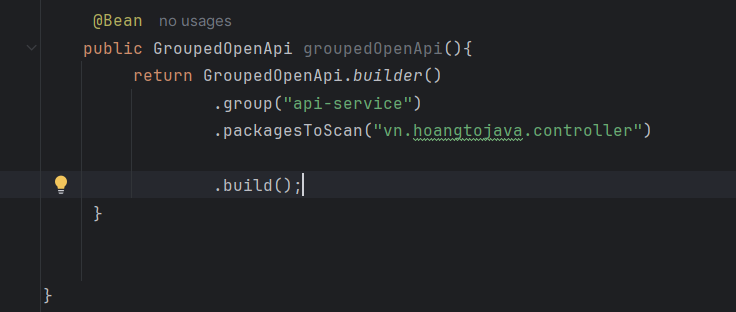 @Bean no usages
public GroupedOpenApi groupedOpenApi(){
return GroupedOpenApi.builder()
.group("api-service")
.packagesToScan("vn.hoangtojava.controller")
.build();
}
}